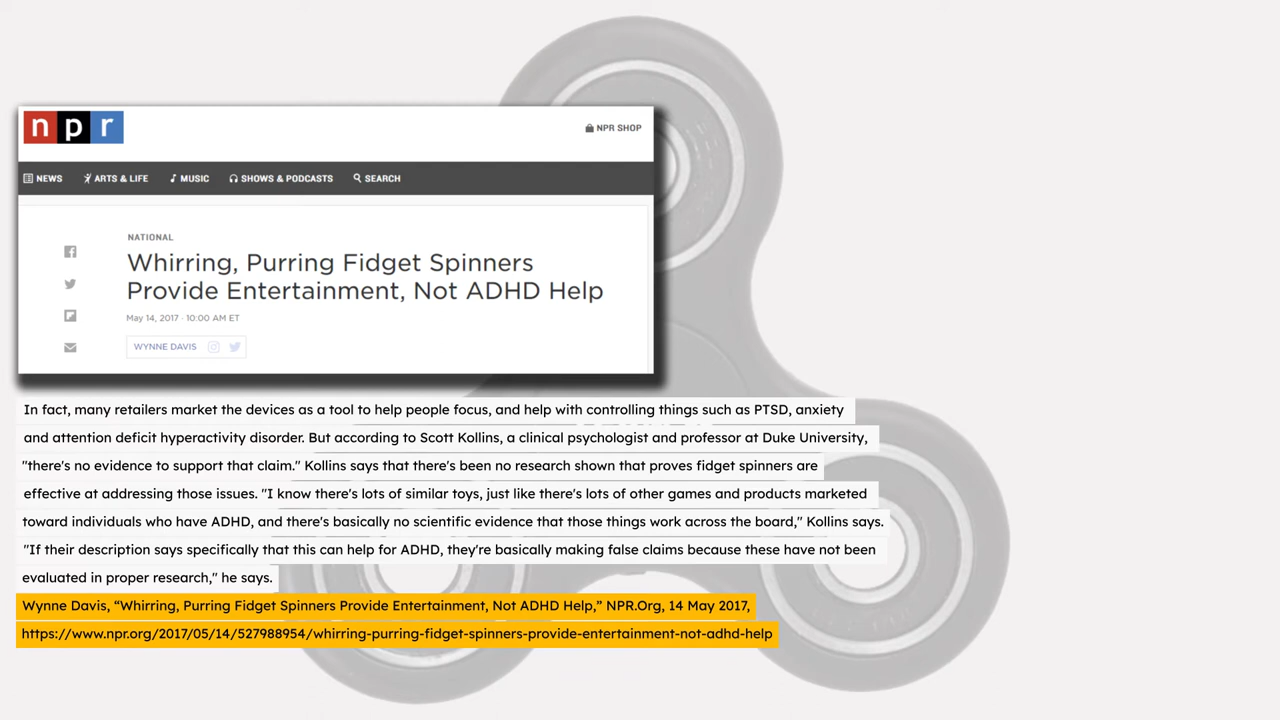 npr
NPR SHOP
NEWS ARTS & LIFE MUSIC SHOWS & PODCASTS SEARCH
NATIONAL
Whirring, Purring Fidget Spinners
Provide Entertainment, Not ADHD Help
May 14, 2017 · 10:00 AM ET
WYNNE DAVIS
In fact, many retailers market the devices as a tool to help people focus, and help with controlling things such as PTSD, anxiety
and attention deficit hyperactivity disorder. But according to Scott Kollins, a clinical psychologist and professor at Duke University,
"there's no evidence to support that claim." Kollins says that there's been no research shown that proves fidget spinners are
effective at addressing those issues. "I know there's lots of similar toys, just like there's lots of other games and products marketed
toward individuals who have ADHD, and there's basically no scientific evidence that those things work across the board," Kollins says.
"If their description says specifically that this can help for ADHD, they're basically making false claims because these have not been
evaluated in proper research," he says.
Wynne Davis, “Whirring, Purring Fidget Spinners Provide Entertainment, Not ADHD Help,” NPR.Org, 14 May 2017,
https://www.npr.org/2017/05/14/527988954/whirring-purring-fidget-spinners-provide-entertainment-not-adhd-help